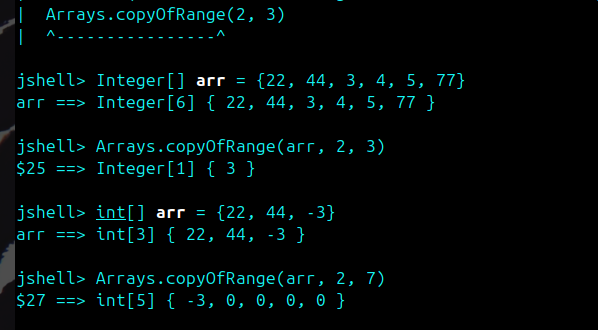 |  Arrays.copyOfRange(2, 3)
|  ^----------------^
jshell> Integer[] arr = {22, 44, 3, 4, 5, 77}
arr ==> Integer[6] { 22, 44, 3, 4, 5, 77 }
jshell> Arrays.copyOfRange(arr, 2, 3)
$25 ==> Integer[1] { 3 }
jshell> int[] arr = {22, 44, -3}
arr ==> int[3] { 22, 44, -3 }
jshell> Arrays.copyOfRange(arr, 2, 7)
$27 ==> int[5] { -3, 0, 0, 0, 0 }